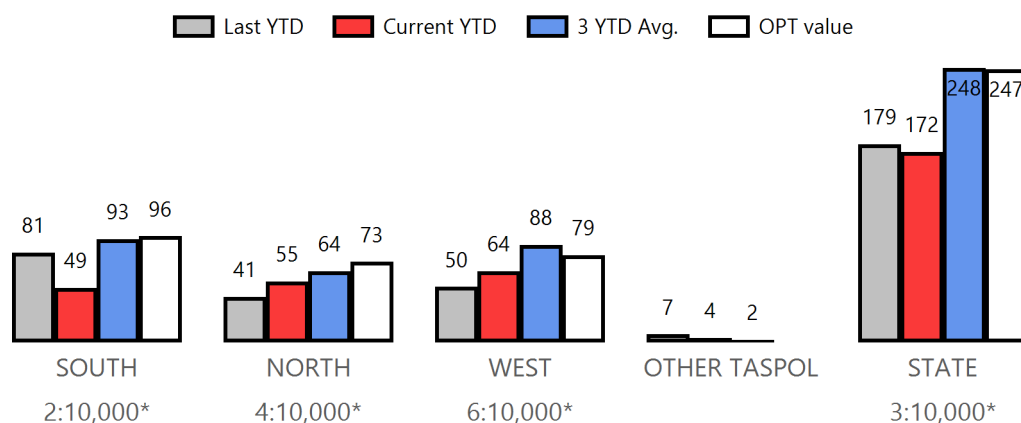 Last YTD Current YTD 3 YTD Avg. OPT value
81 49 93 96
41 55 64 73
50 64 88 79
7 4 2
179 172 248 247
SOUTH NORTH WEST OTHER TASPOL STATE
2:10,000* 4:10,000* 6:10,000* 3:10,000*